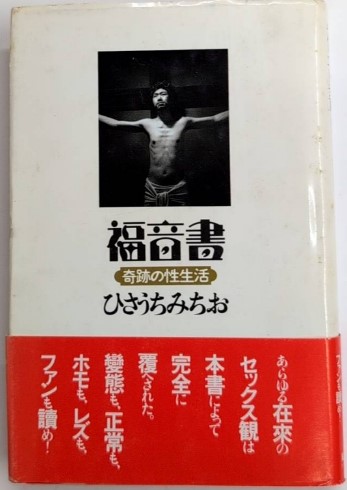 福音書
奇跡の性生活
ひさうちみちお
あらゆる在来の
セックス観は
本書によって
完全に
覆へされた。
變態も、正常も、
ホモも、レズも、
ファンも讀め!